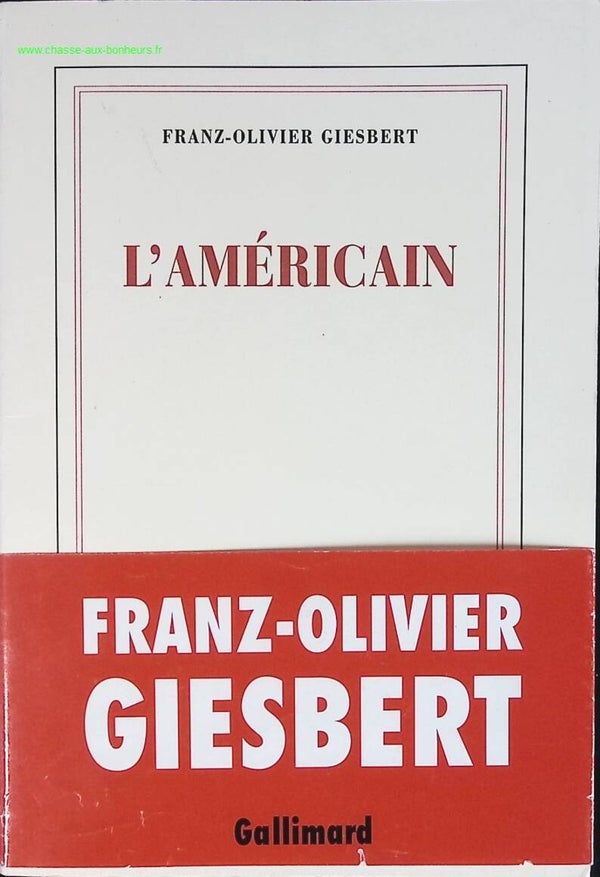 www.chasse-aux-bonheurs.fr
FRANZ-OLIVIER GIESBERT
L'AMÉRICAIN
FRANZ-OLIVIER
GIESBERT
Gallimard